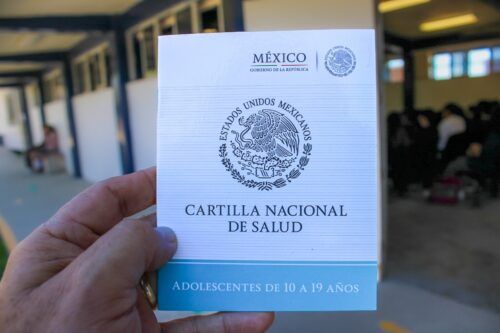 MÉXICO
GOBIERNO DE LA REPÚBLICA
ESTADOS UNIDOS MEXICANOS
CARTILLA NACIONAL
DE SALUD
ADOLESCENTES DE 10 A 19 AÑOS